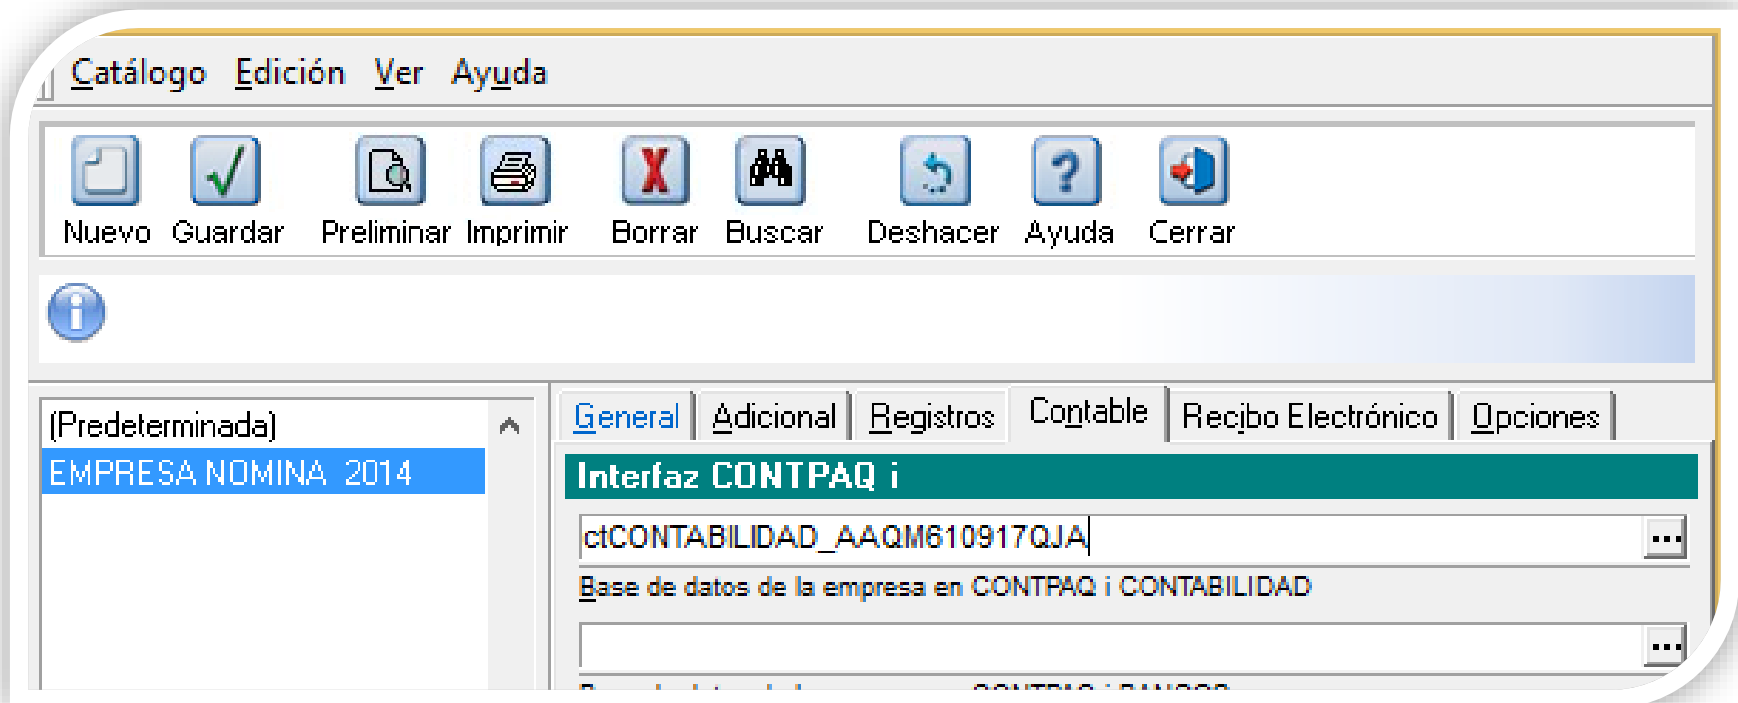 Catálogo Edición Ver Ayuda
Nuevo Guardar Preliminar Imprimir Borrar Buscar Deshacer Ayuda Cerrar
(Predeterminada)
EMPRESA NOMINA 2014
General Adicional Registros Contable Recibo Electrónico Opciones
Interfaz CONTPAQ i
ctCONTABILIDAD_AAQM610917QJA
...
Base de datos de la empresa en CONTPAQ i CONTABILIDAD
...